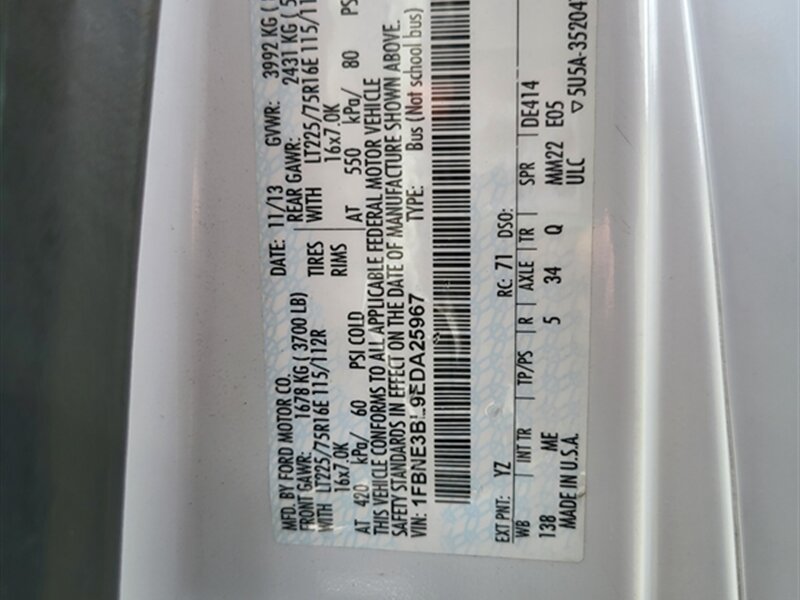 MFD. BY FORD MOTOR CO. DATE: 11/13 GVWR: 3992 KG (
FRONT GAWR: 1678 KG ( 3700 LB) REAR GAWR: 2431 KG (5
WITH LT225/75R16E 115/112R TIRES WITH LT225/75R16E 115/11
16x7.0K RIMS 16x7.0K
AT 420 kPa/ 60 PSI COLD AT 550 kPa/ 80 PS
THIS VEHICLE CONFORMS TO ALL APPLICABLE FEDERAL MOTOR VEHICLE
SAFETY STANDARDS IN EFFECT ON THE DATE OF MANUFACTURE SHOWN ABOVE.
VIN: 1FBNE3BL9EDA25967 TYPE: Bus (Not school bus)
EXT PNT: YZ RC: 71 DSO:
WB INT TR TP/PS R AXLE TR SPR DE414
138 ME 5 34 Q MM22 E05
MADE IN U.S.A. ULC
▽ 5U5A-35204